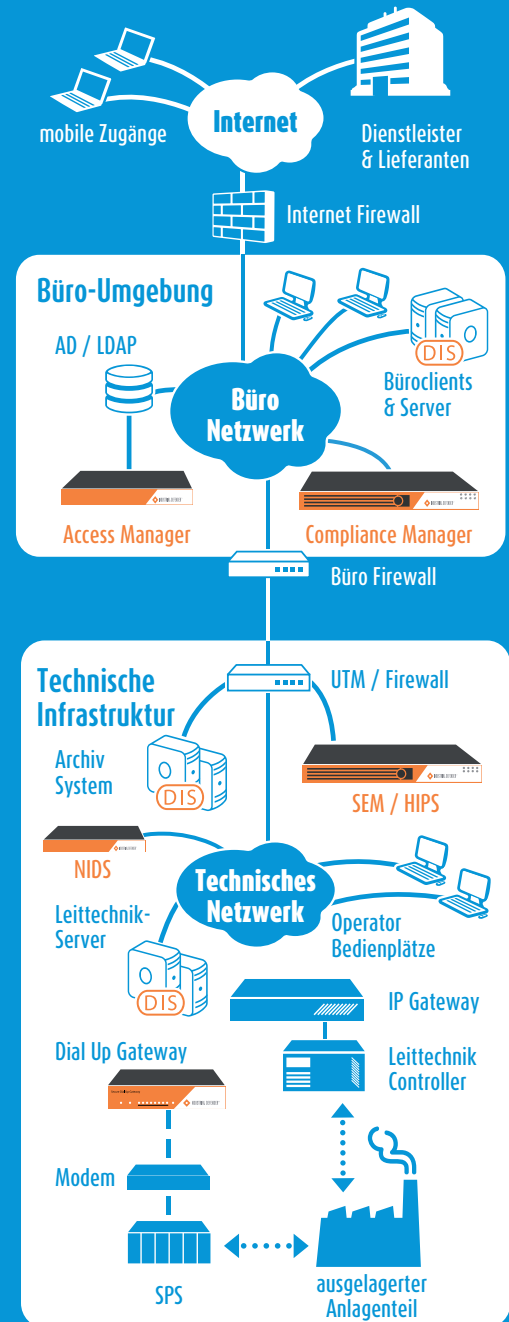 Internet
mobile Zugänge
Dienstleister
& Lieferanten
Internet Firewall
Büro-Umgebung
AD / LDAP
DIS
Büroclients
& Server
Büro
Netzwerk
Access Manager
Compliance Manager
Büro Firewall
Technische
Infrastruktur
UTM / Firewall
Archiv
System
DIS
SEM / HIPS
NIDS
Technisches
Netzwerk
Leittechnik-
Server
DIS
Operator
Bedienplätze
IP Gateway
Dial Up Gateway
Leittechnik
Controller
Modem
SPS
ausgelagerter
Anlagenteil